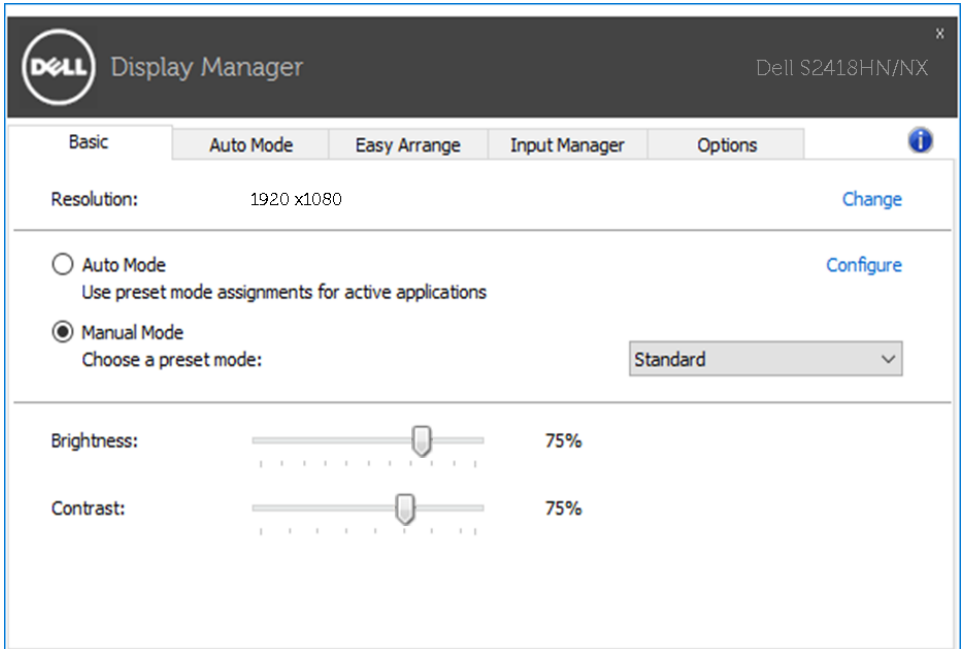 DELL Display Manager
x
Dell S2418HN/NX
Basic Auto Mode Easy Arrange Input Manager Options i
Resolution: 1920 x1080 Change
Auto Mode Configure
Use preset mode assignments for active applications
Manual Mode
Choose a preset mode: Standard
Brightness: 75%
Contrast: 75%